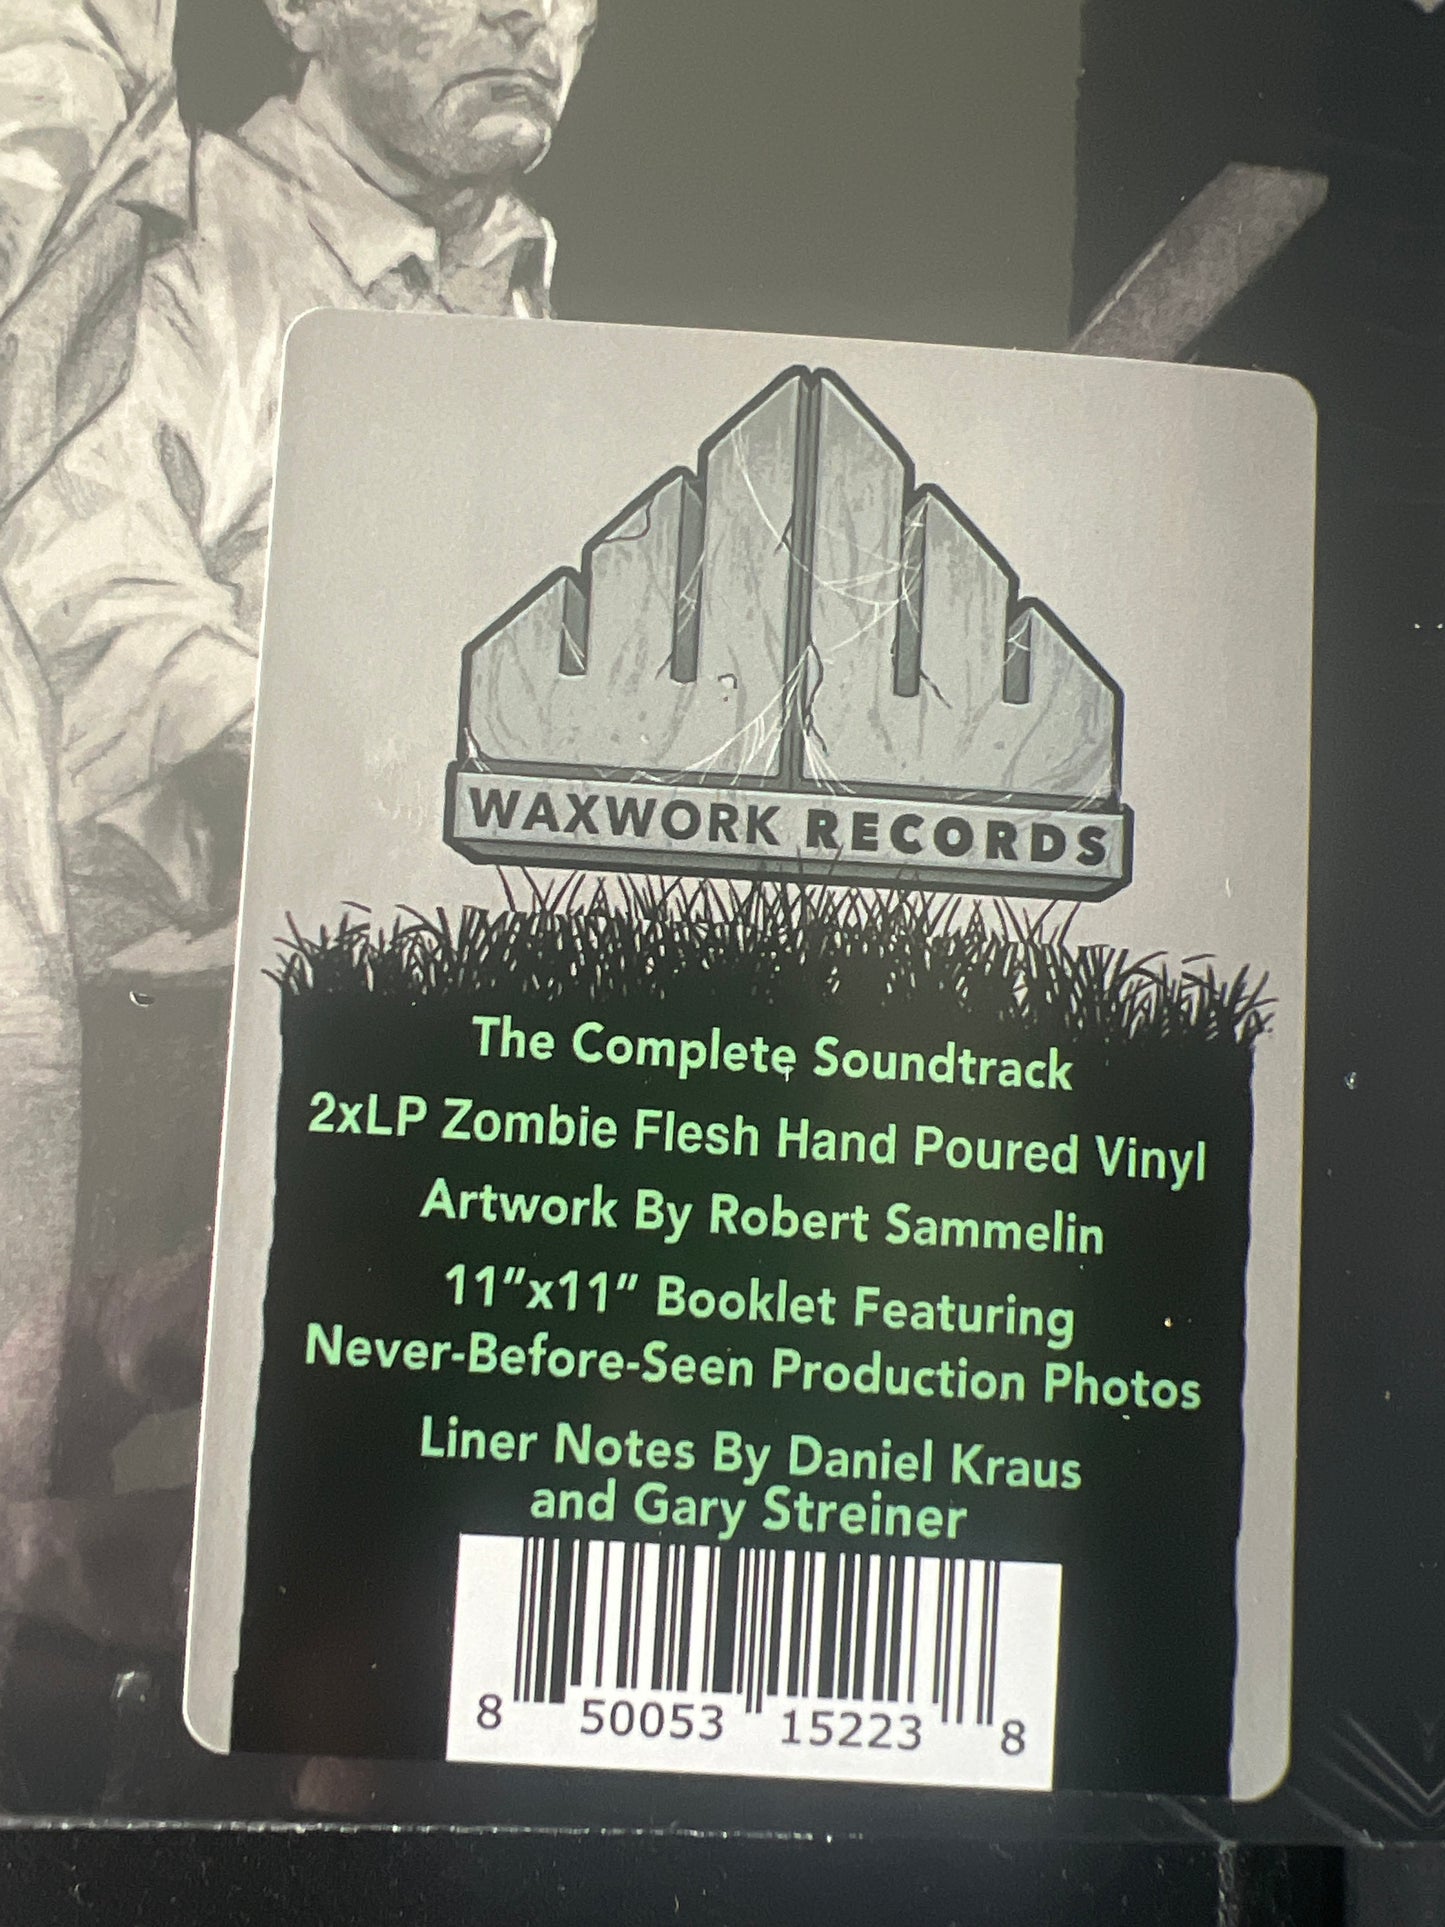 WAXWORK RECORDS
The Complete Soundtrack
2xLP Zombie Flesh Hand Poured Vinyl
Artwork By Robert Sammelin
11"x11" Booklet Featuring
Never-Before-Seen Production Photos
Liner Notes By Daniel Kraus
and Gary Streiner
8 50053 15223 8